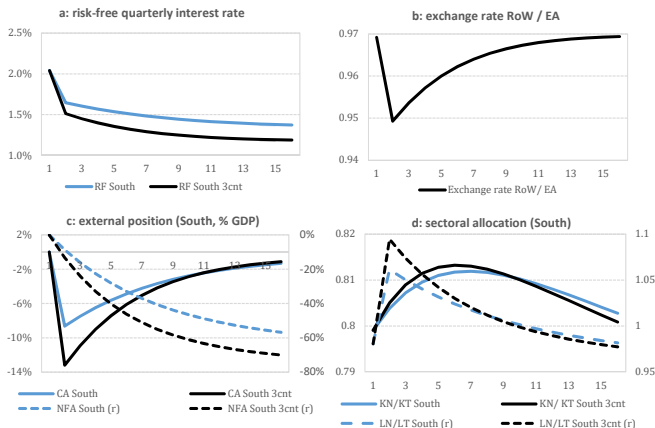 a: risk-free quarterly interest rate
2.5%
2.0%
1.5%
1.0%
1 3 5 7 9 11 13 15
RF South RF South 3cnt
b: exchange rate RoW / EA
0.97
0.96
0.95
0.94
1 3 5 7 9 11 13 15
Exchange rate RoW/ EA
c: external position (South, % GDP)
2% 0%
-2% -20%
-6% -40%
-10% -60%
-14% -80%
1 3 5 7 9 11 13 15
CA South CA South 3cnt
NFA South (r) NFA South 3cnt (r)
d: sectoral allocation (South)
0.82 1.1
0.81 1.05
0.8 1
0.79 0.95
1 3 5 7 9 11 13 15
KN/KT South KN/ KT South 3cnt
LN/LT South (r) LN/LT South 3cnt (r)